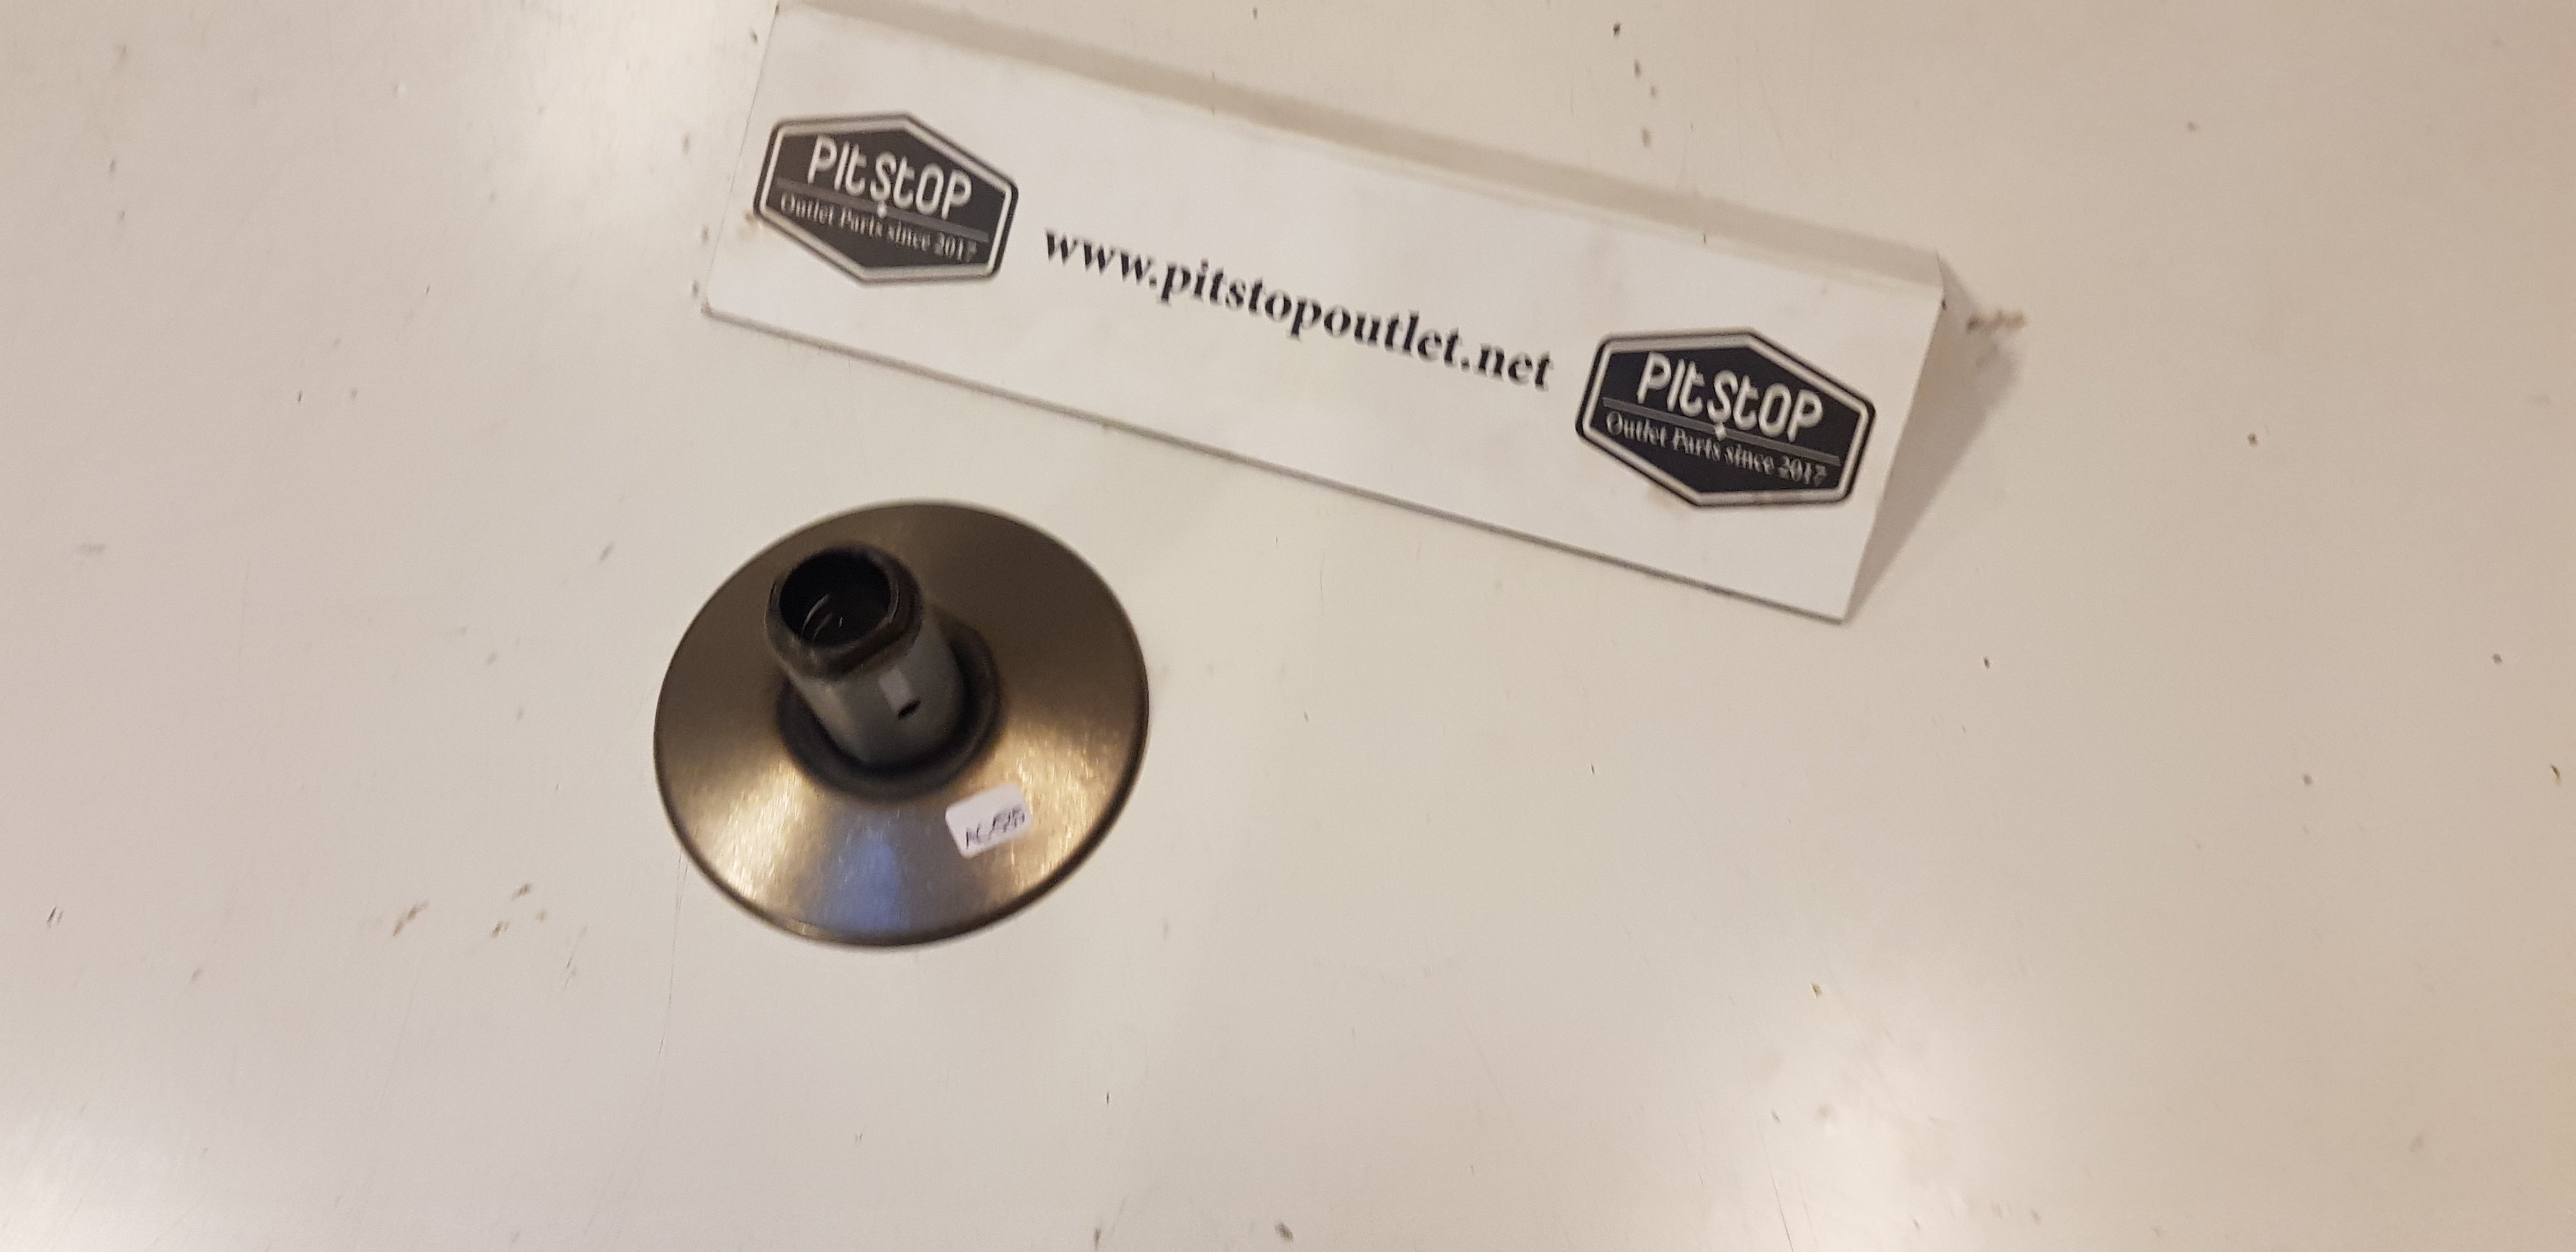 PitStop
Outlet Parts since 2017
www.pitstopoutlet.net
PitStop
Outlet Parts since 2017